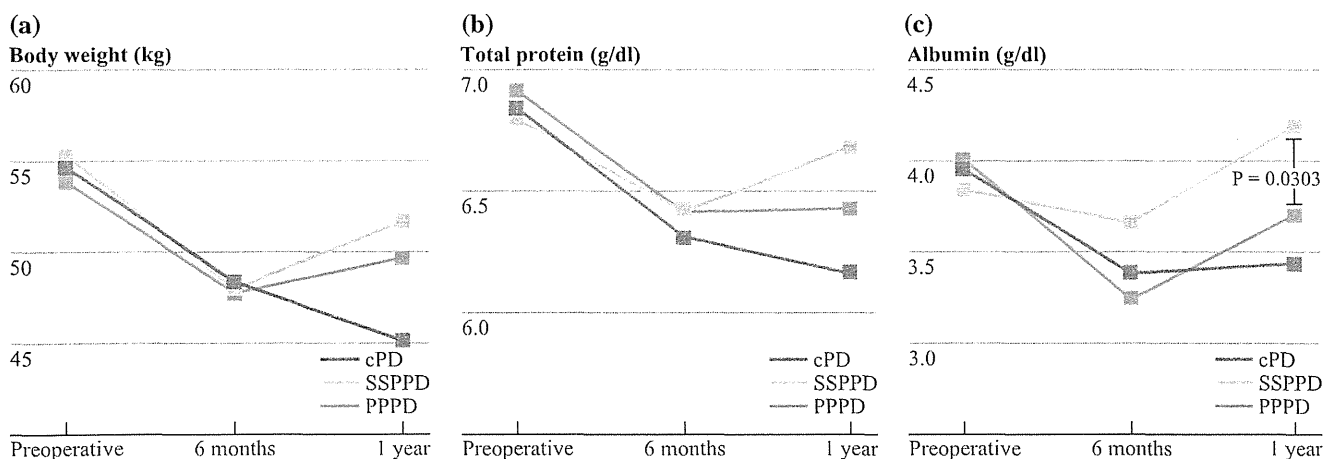 (a)
Body weight (kg)
60
55
50
45
cPD
SSPPD
PPPD
Preoperative 6 months 1 year
(b)
Total protein (g/dl)
7.0
6.5
6.0
cPD
SSPPD
PPPD
Preoperative 6 months 1 year
(c)
Albumin (g/dl)
4.5
4.0
P = 0.0303
3.5
3.0
cPD
SSPPD
PPPD
Preoperative 6 months 1 year